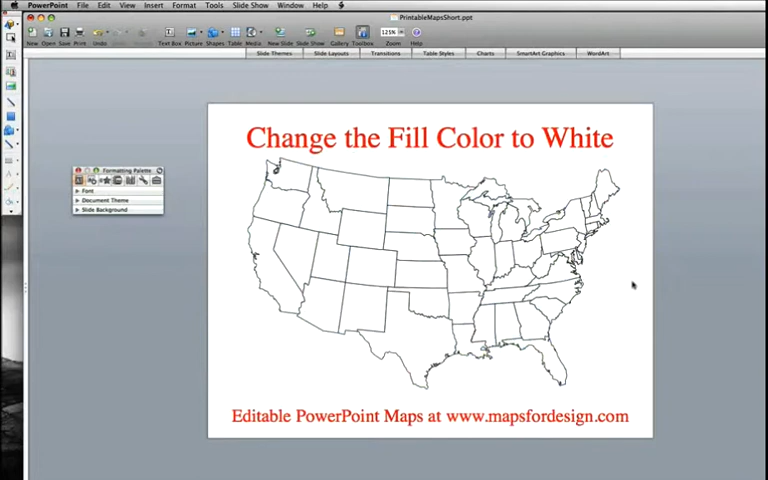 PowerPoint File Edit View Insert Format Tools Slide Show Window Help
PrintableMapsShort.ppt
New Open Save Print Undo Text Box Picture Shapes Table Media New Slide Slide Show Gallery Toolbox 125% Zoom Help
Slide Themes Slide Layouts Transitions Table Styles Charts SmartArt Graphics WordArt
Change the Fill Color to White
Formatting Palette
Font
Document Theme
Slide Background
Editable PowerPoint Maps at www.mapsfordesign.com